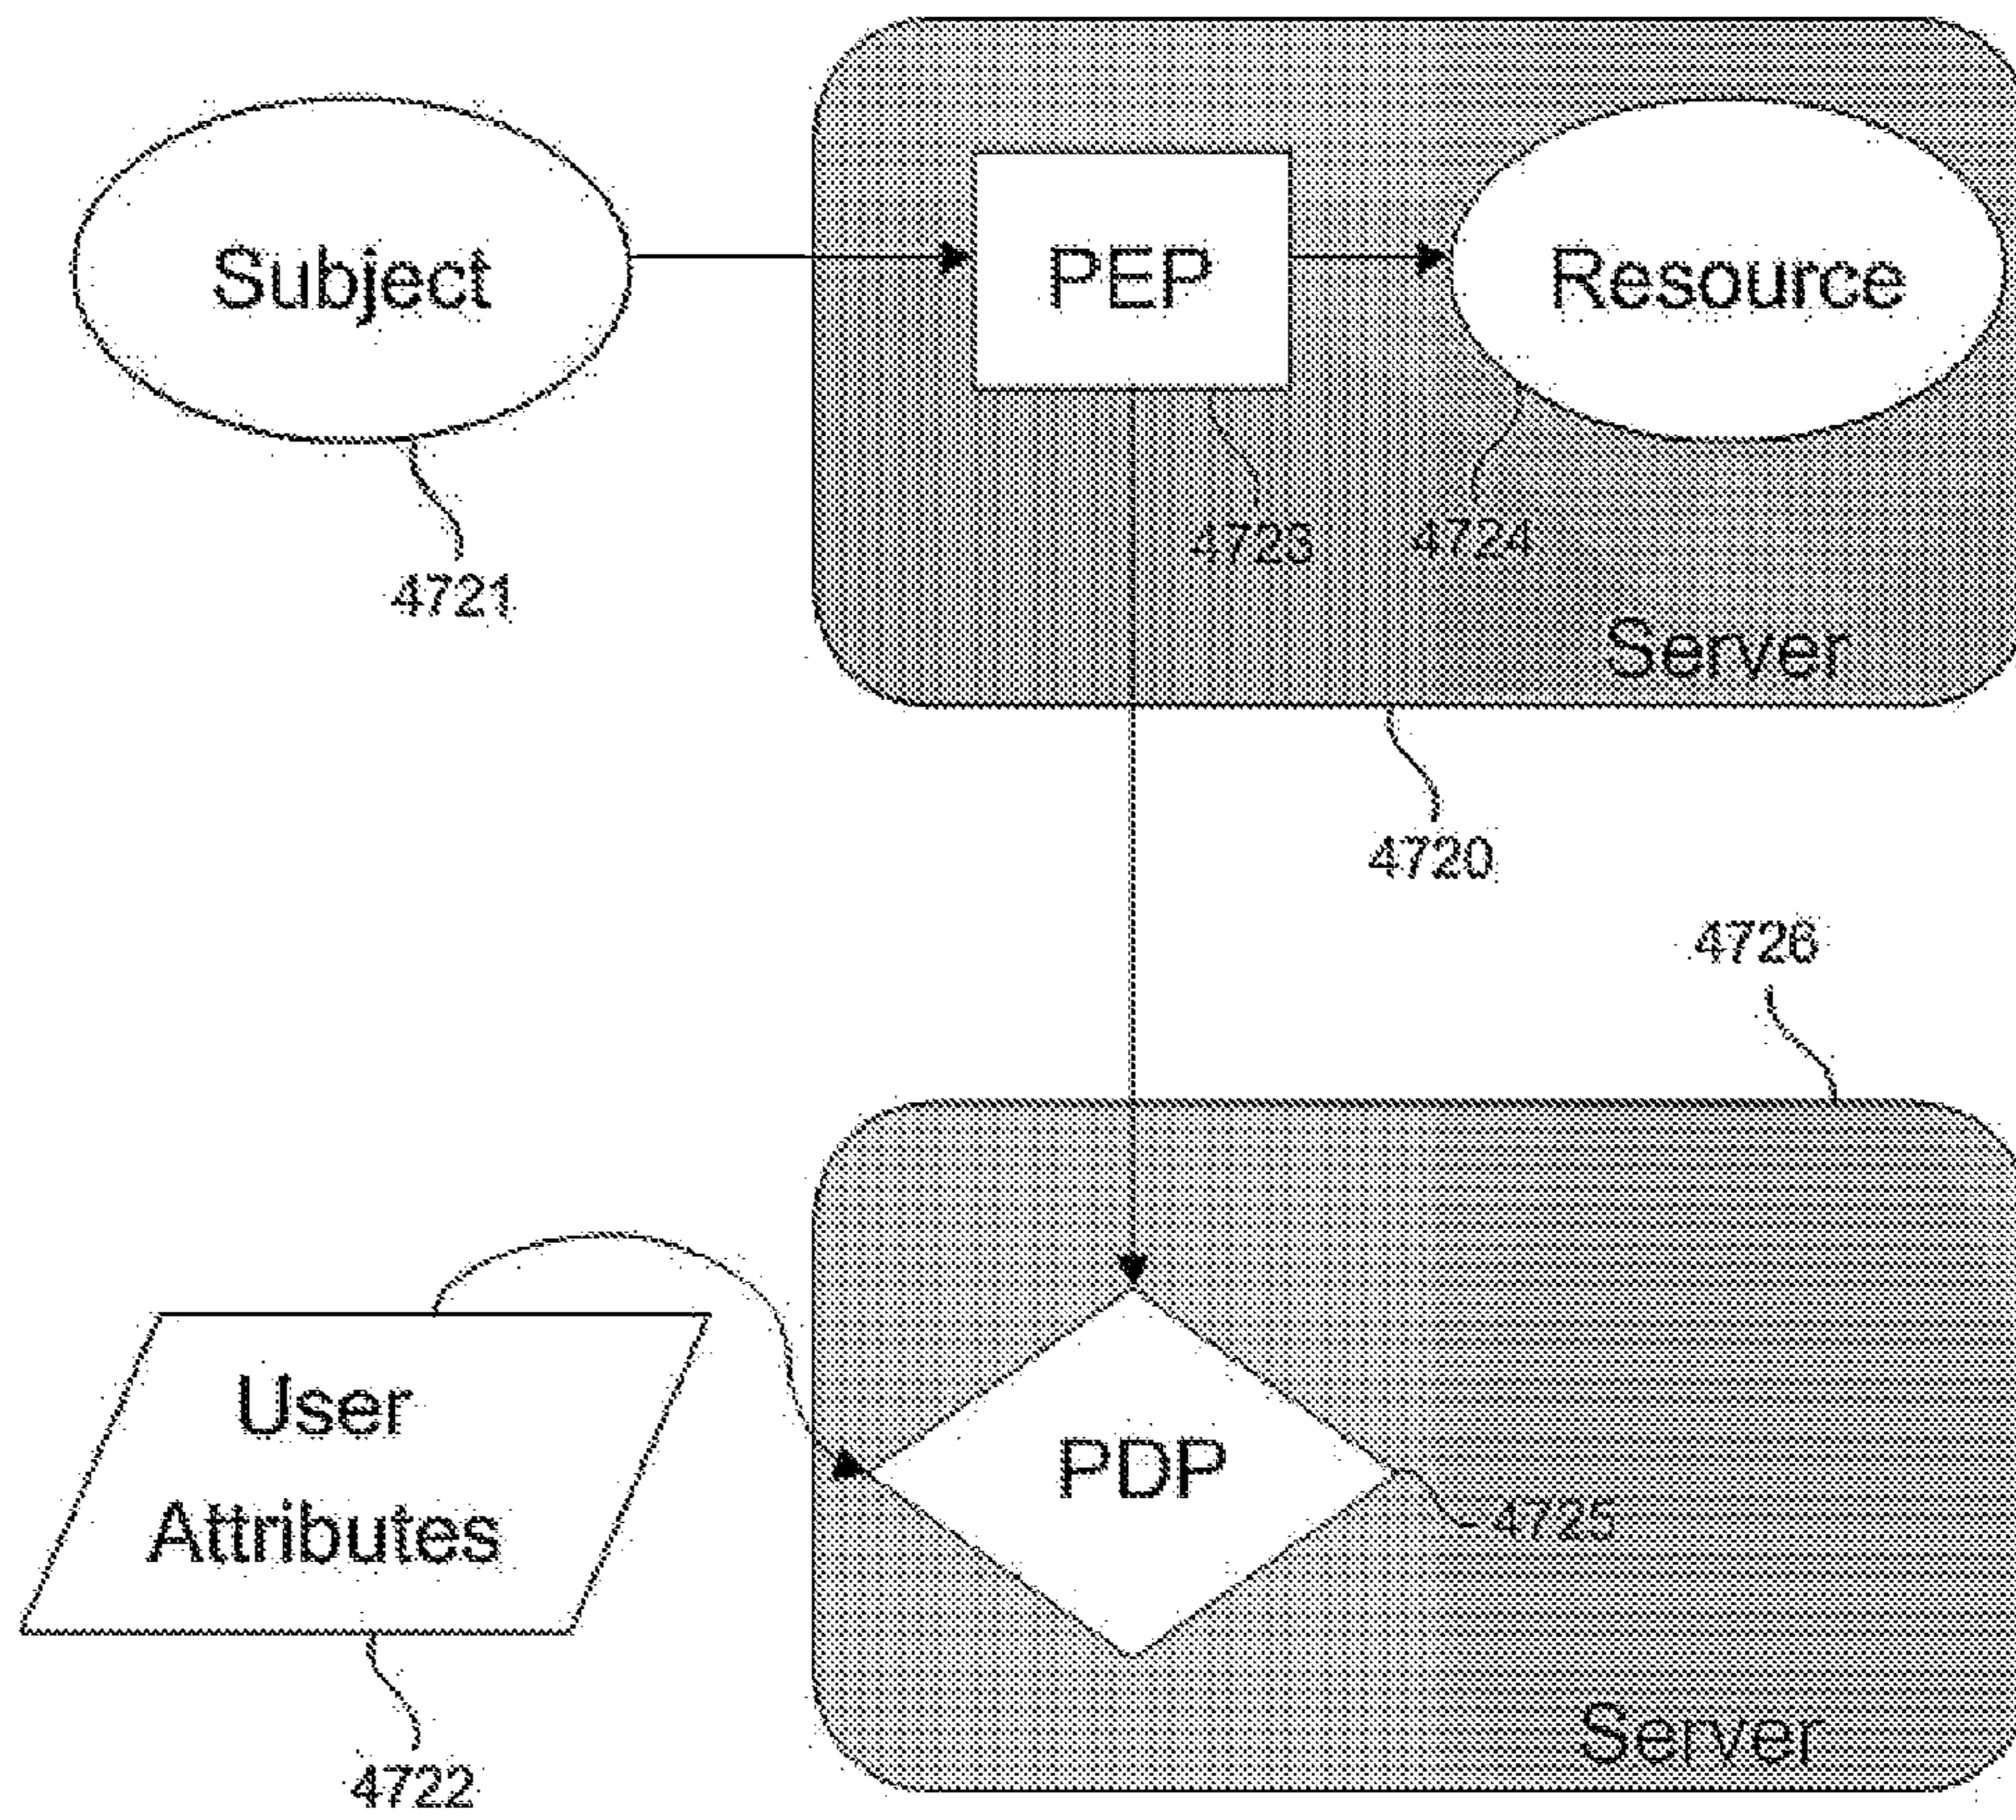 Subject
PEP
Resource
4723
4724
4721
Server
4720
4726
User
Attributes
PDP
4725
Server
4722